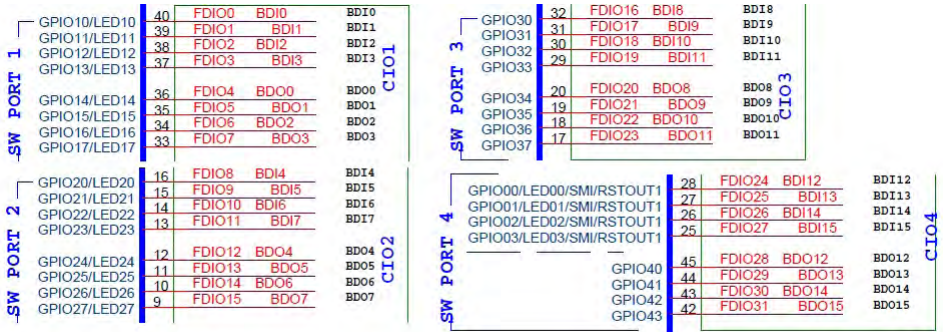 SW PORT 1
GPIO10/LED10 40 FDIO0 BDI0 BDI0
GPIO11/LED11 39 FDIO1 BDI1 BDI1
GPIO12/LED12 38 FDIO2 BDI2 BDI2
GPIO13/LED13 37 FDIO3 BDI3 BDI3
GPIO14/LED14 36 FDIO4 BDO0 BDO0
GPIO15/LED15 35 FDIO5 BDO1 BDO1
GPIO16/LED16 34 FDIO6 BDO2 BDO2
GPIO17/LED17 33 FDIO7 BDO3 BDO3
CIO1
SW PORT 2
GPIO20/LED20 16 FDIO8 BDI4 BDI4
GPIO21/LED21 15 FDIO9 BDI5 BDI5
GPIO22/LED22 14 FDIO10 BDI6 BDI6
GPIO23/LED23 13 FDIO11 BDI7 BDI7
GPIO24/LED24 12 FDIO12 BDO4 BDO4
GPIO25/LED25 11 FDIO13 BDO5 BDO5
GPIO26/LED26 10 FDIO14 BDO6 BDO6
GPIO27/LED27 9 FDIO15 BDO7 BDO7
CIO2
SW PORT 3
GPIO30 32 FDIO16 BDI8 BDI8
GPIO31 31 FDIO17 BDI9 BDI9
GPIO32 30 FDIO18 BDI10 BDI10
GPIO33 29 FDIO19 BDI11 BDI11
GPIO34 20 FDIO20 BDO8 BDO8
GPIO35 19 FDIO21 BDO9 BDO9
GPIO36 18 FDIO22 BDO10 BDO10
GPIO37 17 FDIO23 BDO11 BDO11
CIO3
SW PORT 4
GPIO00/LED00/SMI/RSTOUT1 28 FDIO24 BDI12 BDI12
GPIO01/LED01/SMI/RSTOUT1 27 FDIO25 BDI13 BDI13
GPIO02/LED02/SMI/RSTOUT1 26 FDIO26 BDI14 BDI14
GPIO03/LED03/SMI/RSTOUT1 25 FDIO27 BDI15 BDI15
GPIO40 45 FDIO28 BDO12 BDO12
GPIO41 44 FDIO29 BDO13 BDO13
GPIO42 43 FDIO30 BDO14 BDO14
GPIO43 42 FDIO31 BDO15 BDO15
CIO4